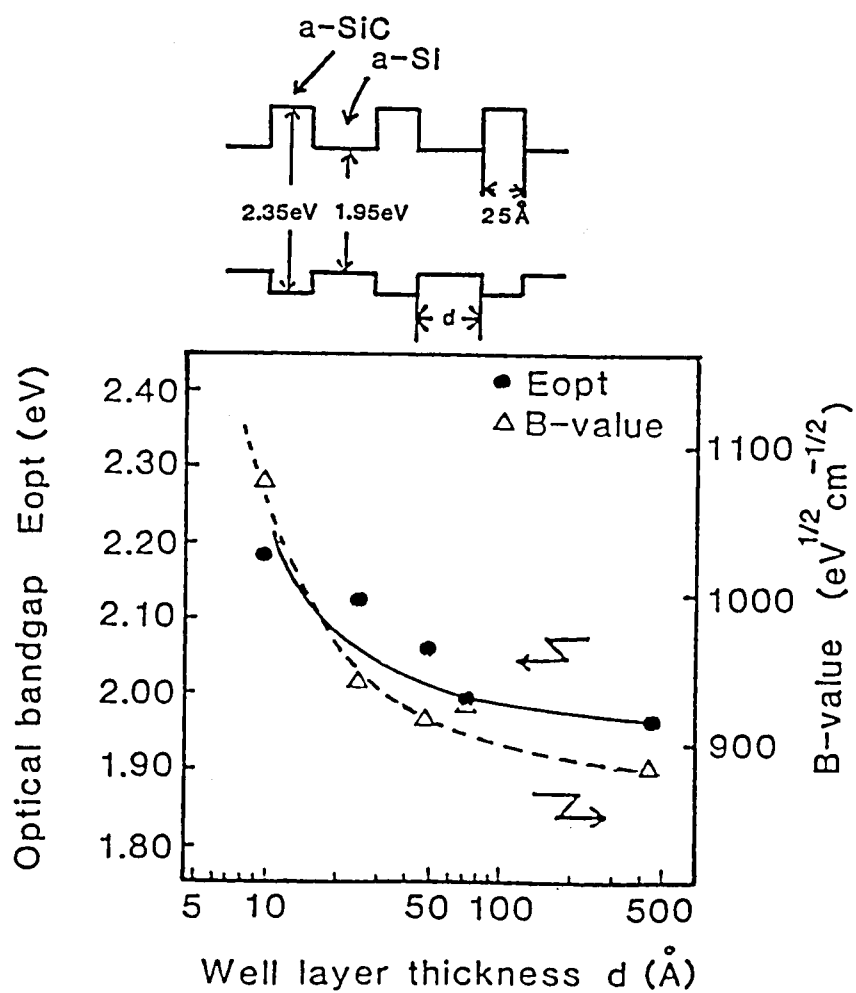 a-SiC
a-SI
2.35eV 1.95eV
25Å
d
Optical bandgap Eopt (eV)
2.40
2.30
2.20
2.10
2.00
1.90
1.80
● Eopt
△ B-value
1100
1000
900
B-value (eV^1/2 cm^-1/2)
5 10 50 100 500
Well layer thickness d (Å)